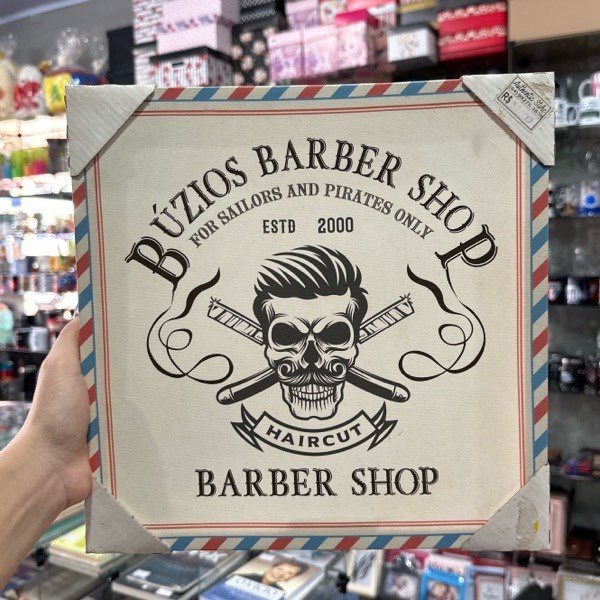 BÚZIOS BARBER SHOP
FOR SAILORS AND PIRATES ONLY
ESTD 2000
HAIRCUT
BARBER SHOP
R$